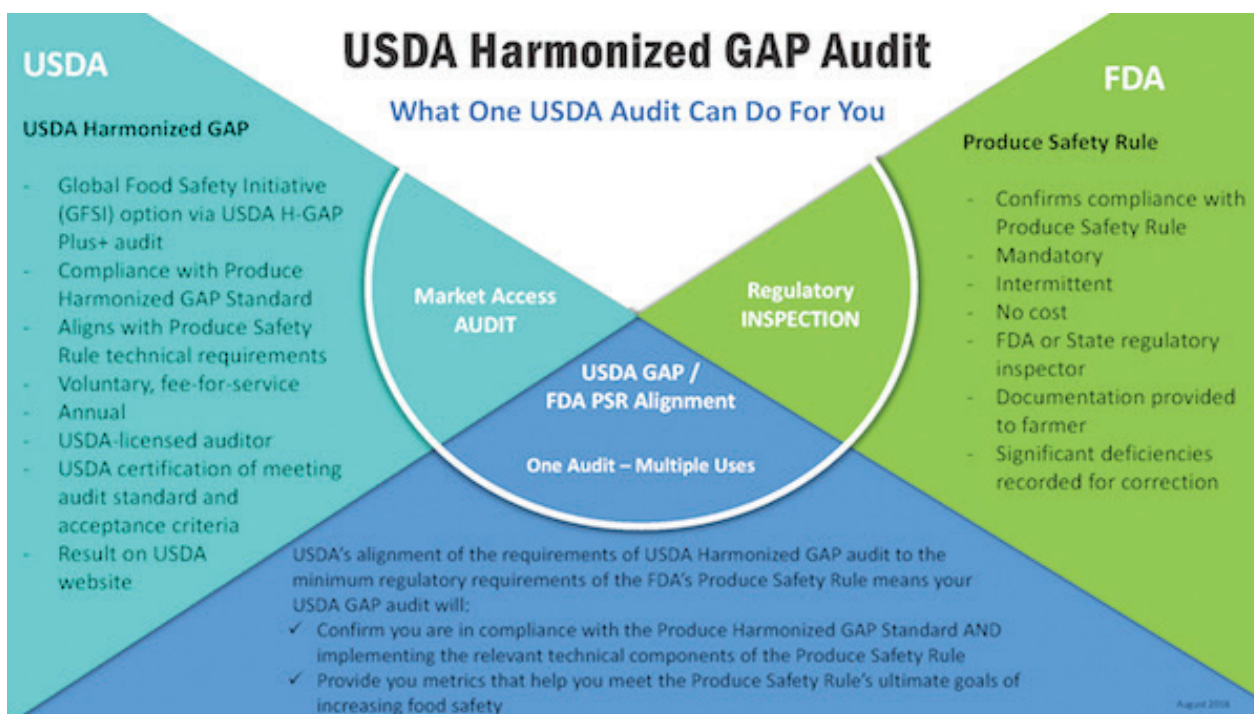 USDA Harmonized GAP Audit
What One USDA Audit Can Do For You
USDA
USDA Harmonized GAP
- Global Food Safety Initiative
(GFSI) option via USDA H-GAP
Plus+ audit
- Compliance with Produce
Harmonized GAP Standard
- Aligns with Produce Safety
Rule technical requirements
- Voluntary, fee-for-service
- Annual
- USDA-licensed auditor
- USDA certification of meeting
audit standard and
acceptance criteria
- Result on USDA
website
Market Access
AUDIT
Regulatory
INSPECTION
FDA
Produce Safety Rule
- Confirms compliance with
Produce Safety Rule
- Mandatory
- Intermittent
- No cost
- FDA or State regulatory
inspector
- Documentation provided
to farmer
- Significant deficiencies
recorded for correction
USDA GAP /
FDA PSR Alignment
One Audit – Multiple Uses
USDA's alignment of the requirements of USDA Harmonized GAP audit to the
minimum regulatory requirements of the FDA's Produce Safety Rule means your
USDA GAP audit will:
✓ Confirm you are in compliance with the Produce Harmonized GAP Standard AND
implementing the relevant technical components of the Produce Safety Rule
✓ Provide you metrics that help you meet the Produce Safety Rule's ultimate goals of
increasing food safety
August 2018